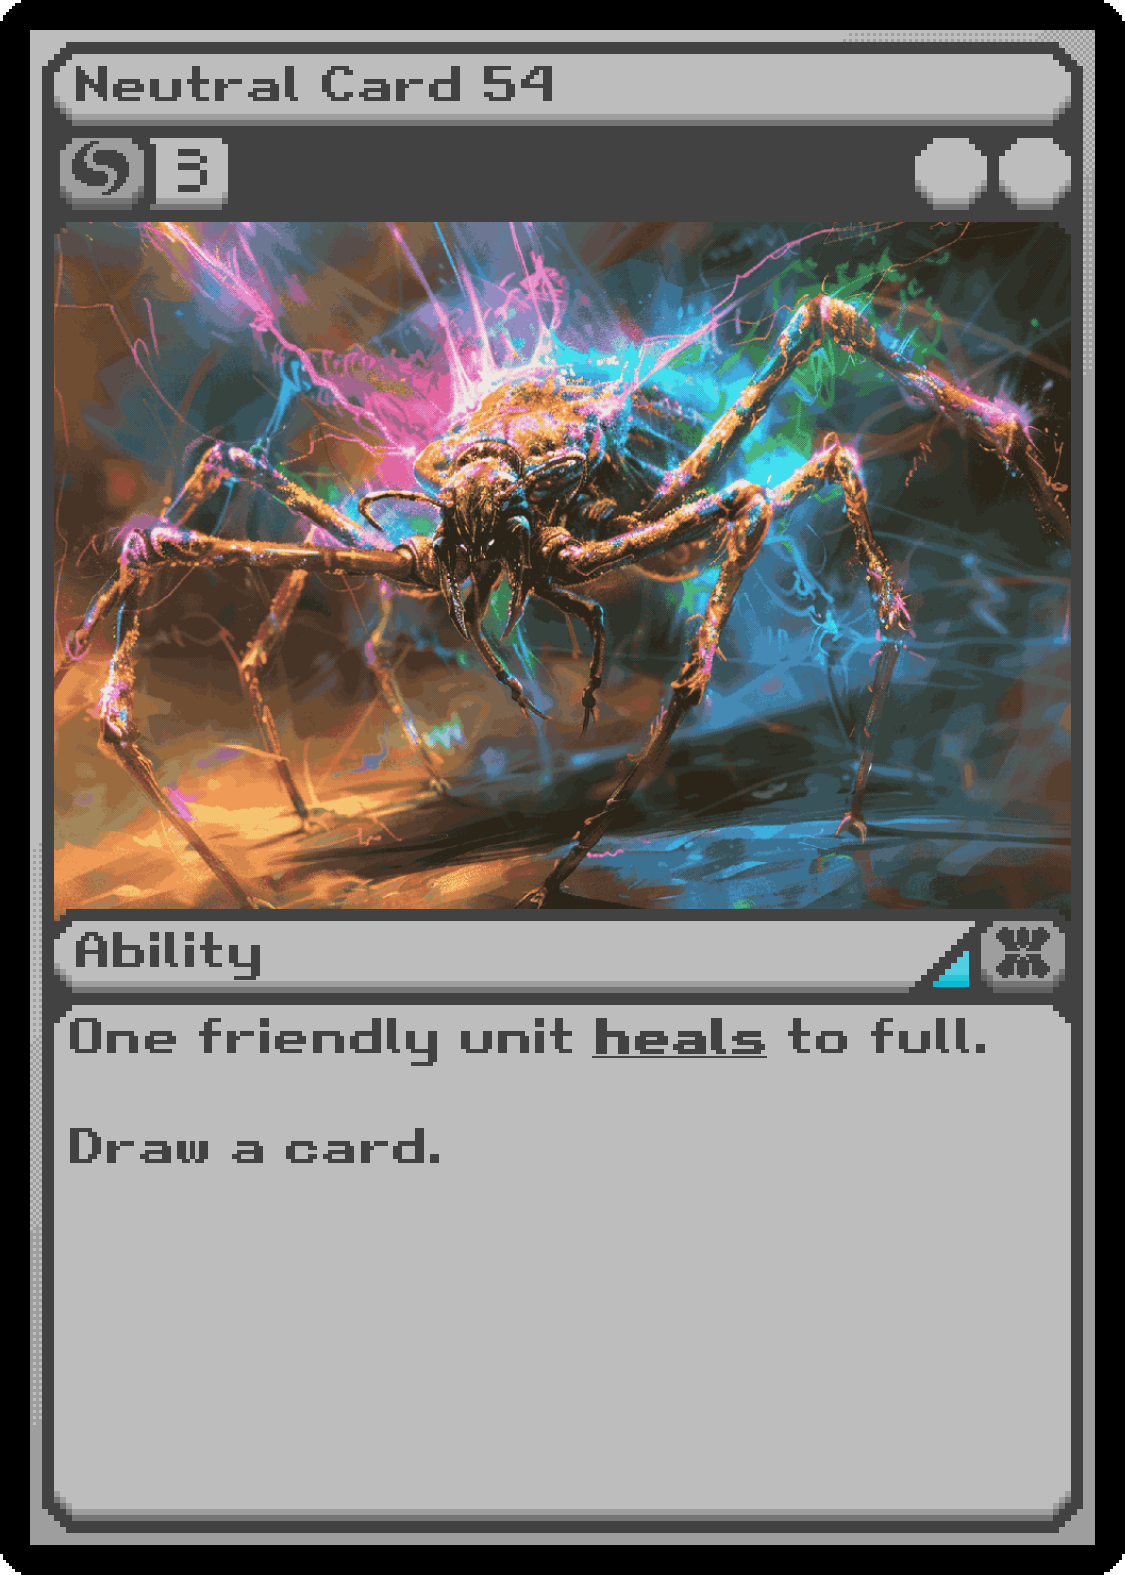 Neutral Card 54
3
Ability
One friendly unit heals to full.
Draw a card.